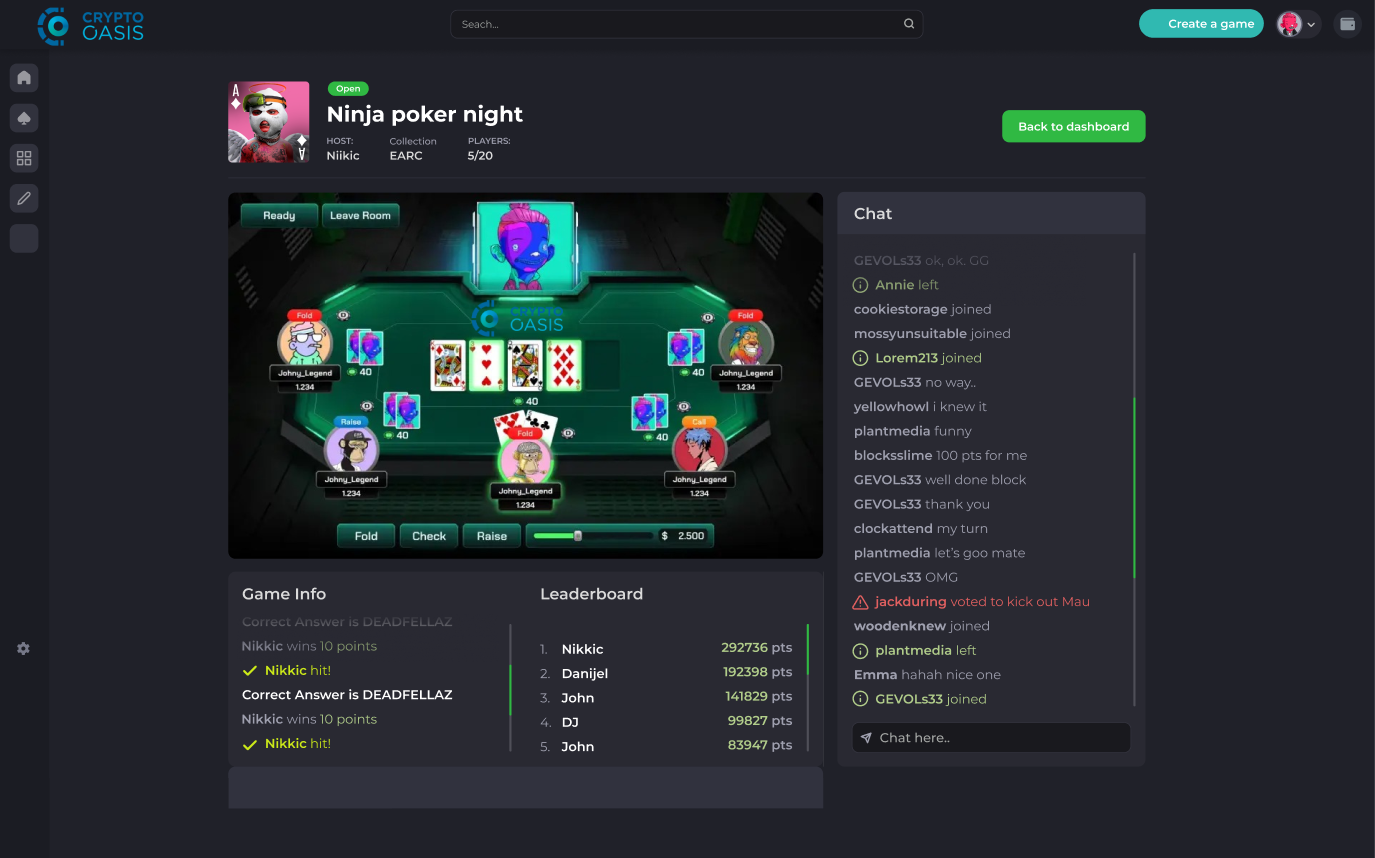 CRYPTO
OASIS
Seach...
Create a game
A
A
Open
Ninja poker night
HOST:
Niikic
Collection
EARC
PLAYERS:
5/20
Back to dashboard
Ready
Leave Room
CRYPTO
OASIS
Fold
D
40
Johny_Legend
1.234
D
Fold
40
Johny_Legend
1.234
40
D
Raise
40
Johny_Legend
1.234
Fold
D
Johny_Legend
1.234
D
Call
40
Johny_Legend
1.234
Fold
Check
Raise
$ 2.500
Game Info
Correct Answer is DEADFELLAZ
Nikkic wins 10 points
Nikkic hit!
Correct Answer is DEADFELLAZ
Nikkic wins 10 points
Nikkic hit!
Leaderboard
1. Nikkic 292736 pts
2. Danijel 192398 pts
3. John 141829 pts
4. DJ 99827 pts
5. John 83947 pts
Chat
GEVOLs33 ok, ok. GG
Annie left
cookiestorage joined
mossyunsuitable joined
Lorem213 joined
GEVOLs33 no way..
yellowhowl i knew it
plantmedia funny
blocksslime 100 pts for me
GEVOLs33 well done block
GEVOLs33 thank you
clockattend my turn
plantmedia let's goo mate
GEVOLs33 OMG
jackduring voted to kick out Mau
woodenknew joined
plantmedia left
Emma hahah nice one
GEVOLs33 joined
Chat here..